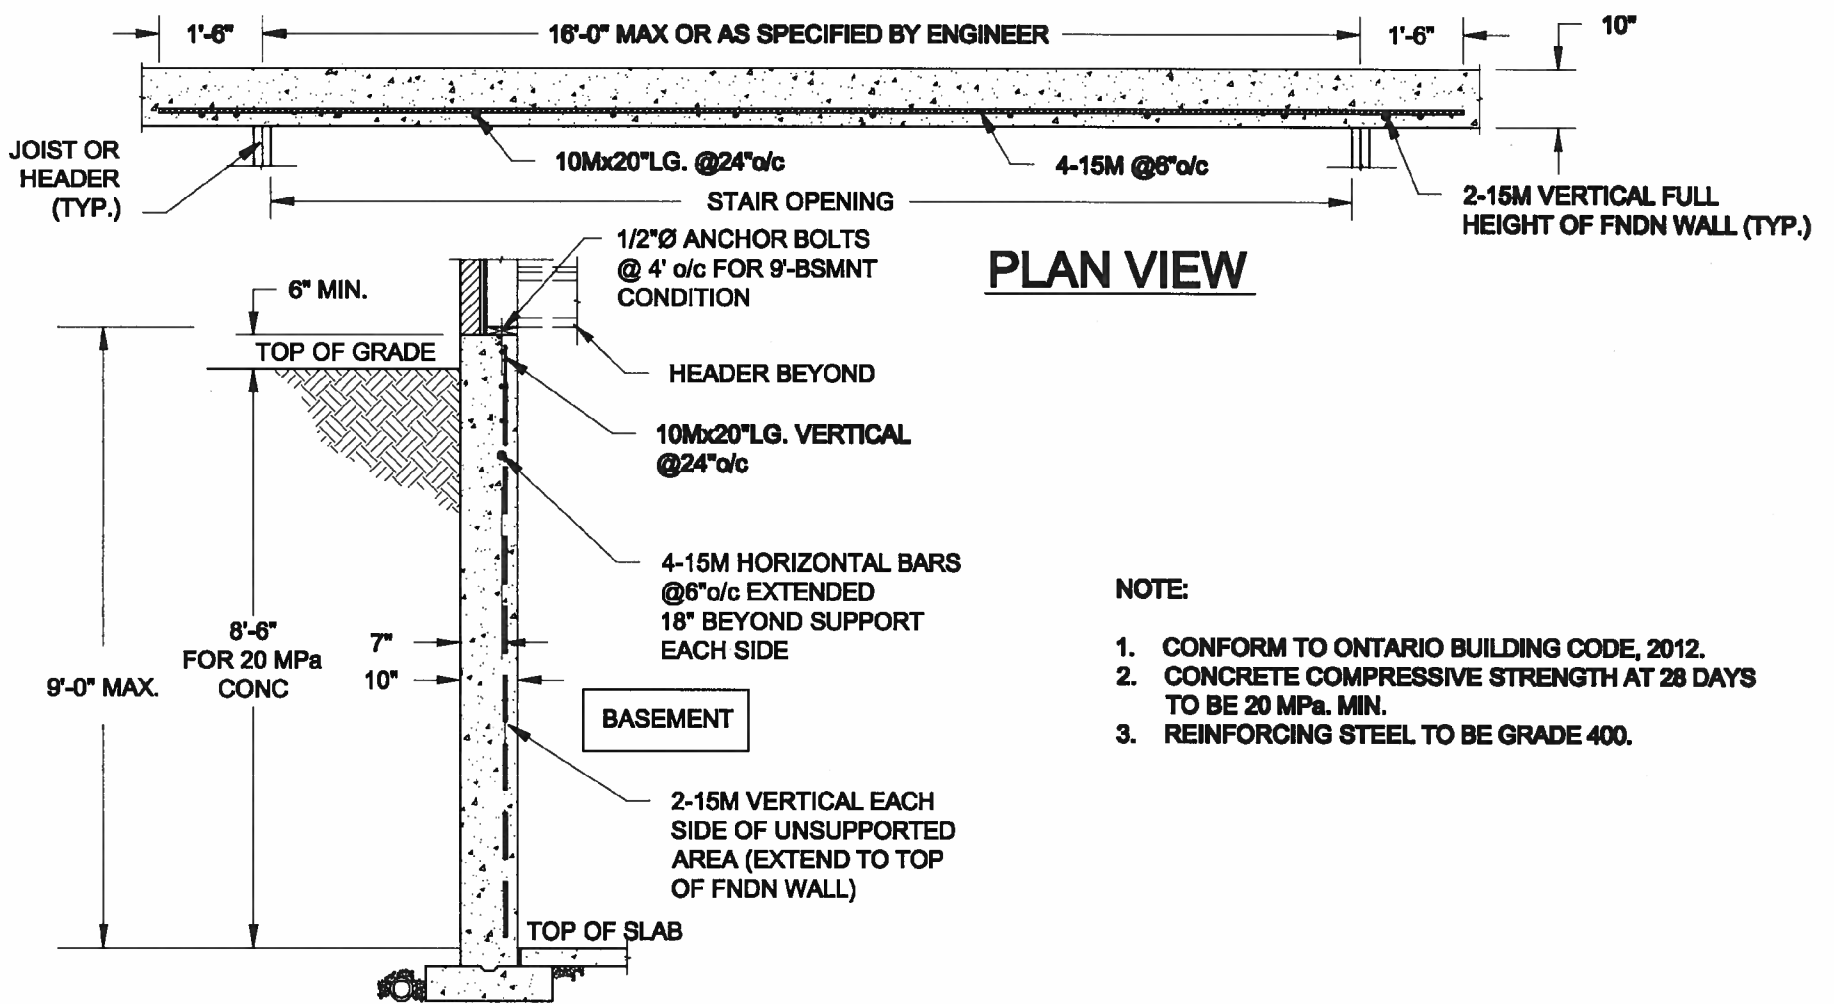 1'-6"
16'-0" MAX OR AS SPECIFIED BY ENGINEER
1'-6"
10"
JOIST OR
HEADER
(TYP.)
10Mx20"LG. @24"o/c
4-15M @6"o/c
2-15M VERTICAL FULL
HEIGHT OF FNDN WALL (TYP.)
STAIR OPENING
PLAN VIEW
1/2"Ø ANCHOR BOLTS
@ 4' o/c FOR 9'-BSMNT
CONDITION
6" MIN.
TOP OF GRADE
HEADER BEYOND
10Mx20"LG. VERTICAL
@24"o/c
4-15M HORIZONTAL BARS
@6"o/c EXTENDED
18" BEYOND SUPPORT
EACH SIDE
9'-0" MAX.
8'-6"
FOR 20 MPa
CONC
7"
10"
BASEMENT
2-15M VERTICAL EACH
SIDE OF UNSUPPORTED
AREA (EXTEND TO TOP
OF FNDN WALL)
TOP OF SLAB
NOTE:
1. CONFORM TO ONTARIO BUILDING CODE, 2012.
2. CONCRETE COMPRESSIVE STRENGTH AT 28 DAYS
TO BE 20 MPa. MIN.
3. REINFORCING STEEL TO BE GRADE 400.